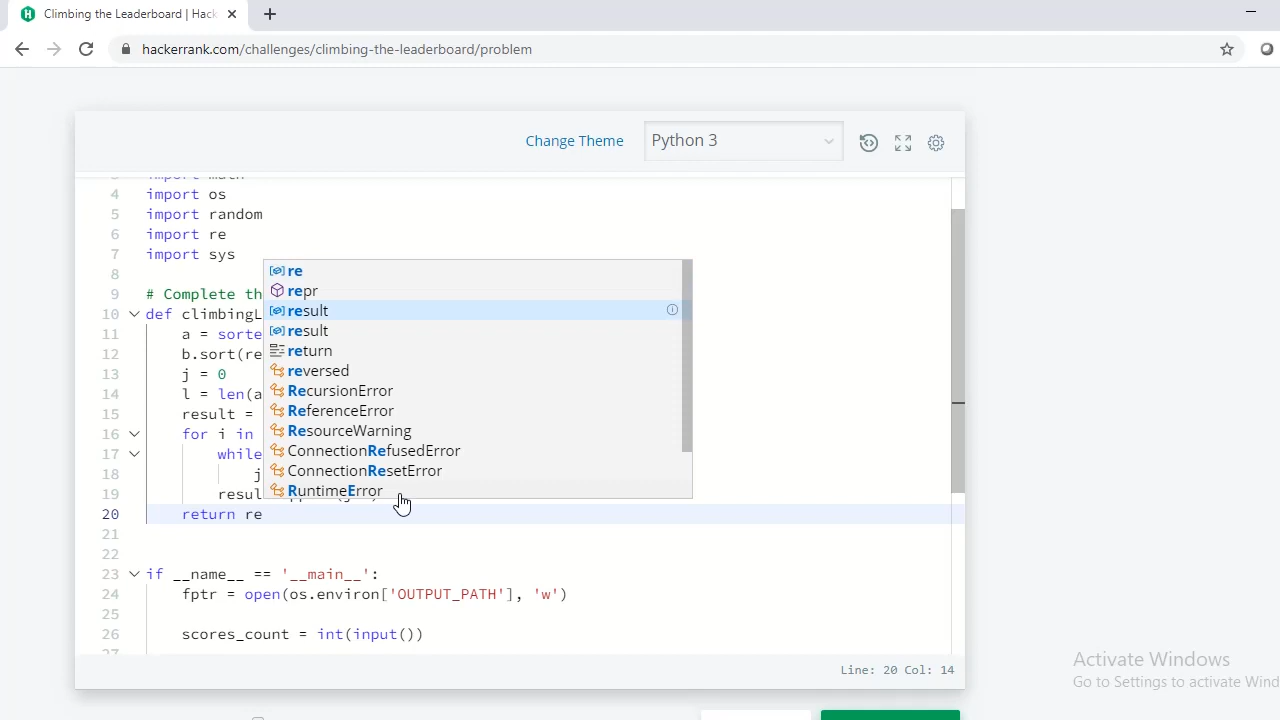 Climbing the Leaderboard | Hack
hackerrank.com/challenges/climbing-the-leaderboard/problem
Change Theme
Python 3
4 import os
5 import random
6 import re
7 import sys
8
9 # Complete th
10 def climbingL
11 a = sorte
12 b.sort(re
13 j = 0
14 l = len(a
15 result =
16 for i in
17 while
18 j
19 resul
20 return re
21
22
23 if __name__ == '__main__':
24 fptr = open(os.environ['OUTPUT_PATH'], 'w')
25
26 scores_count = int(input())
re
repr
result
result
return
reversed
RecursionError
ReferenceError
ResourceWarning
ConnectionRefusedError
ConnectionResetError
RuntimeError
Line: 20 Col: 14
Activate Windows
Go to Settings to activate Wind